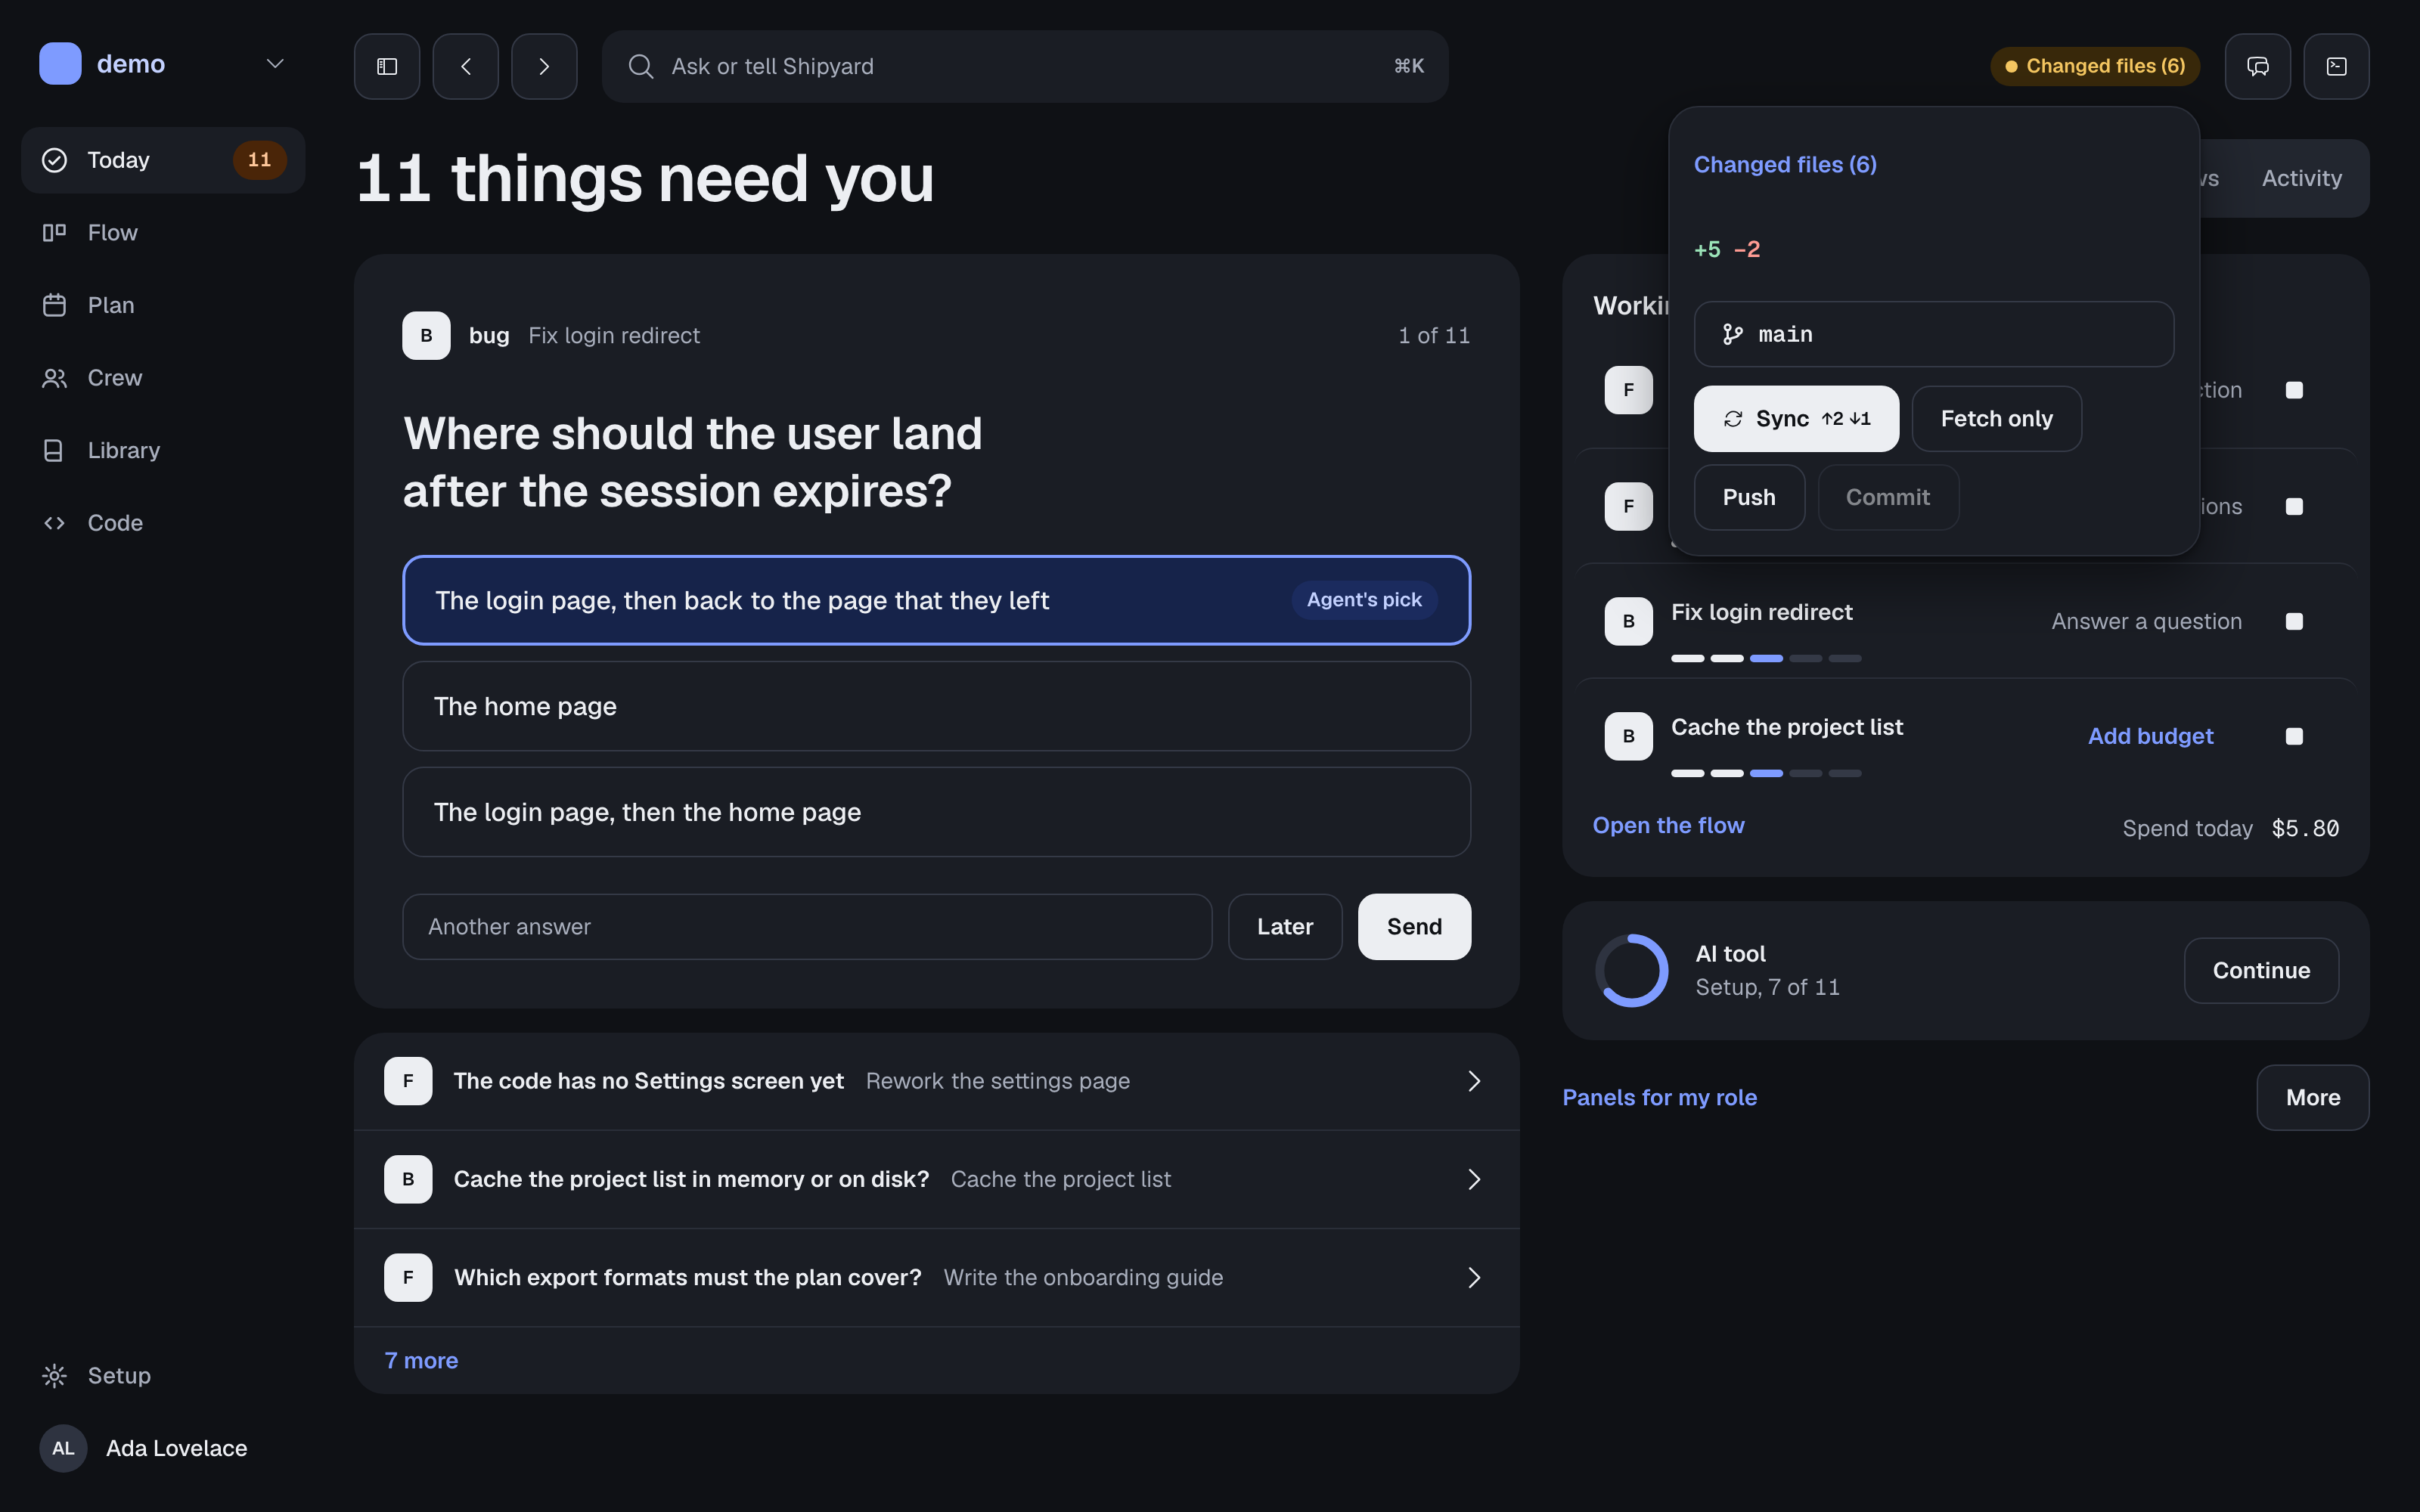 demo
Ask or tell Shipyard
⌘K
Changed files (6)
Today
11
Flow
Plan
Crew
Library
Code
Setup
AL
Ada Lovelace
11 things need you
Activity
B
bug
Fix login redirect
1 of 11
Where should the user land
after the session expires?
The login page, then back to the page that they left
Agent's pick
The home page
The login page, then the home page
Another answer
Later
Send
F
The code has no Settings screen yet
Rework the settings page
B
Cache the project list in memory or on disk?
Cache the project list
F
Which export formats must the plan cover?
Write the onboarding guide
7 more
Changed files (6)
+5 −2
main
Sync ↑2 ↓1
Fetch only
Push
Commit
F
F
B
Fix login redirect
Answer a question
B
Cache the project list
Add budget
Open the flow
Spend today $5.80
AI tool
Setup, 7 of 11
Continue
Panels for my role
More